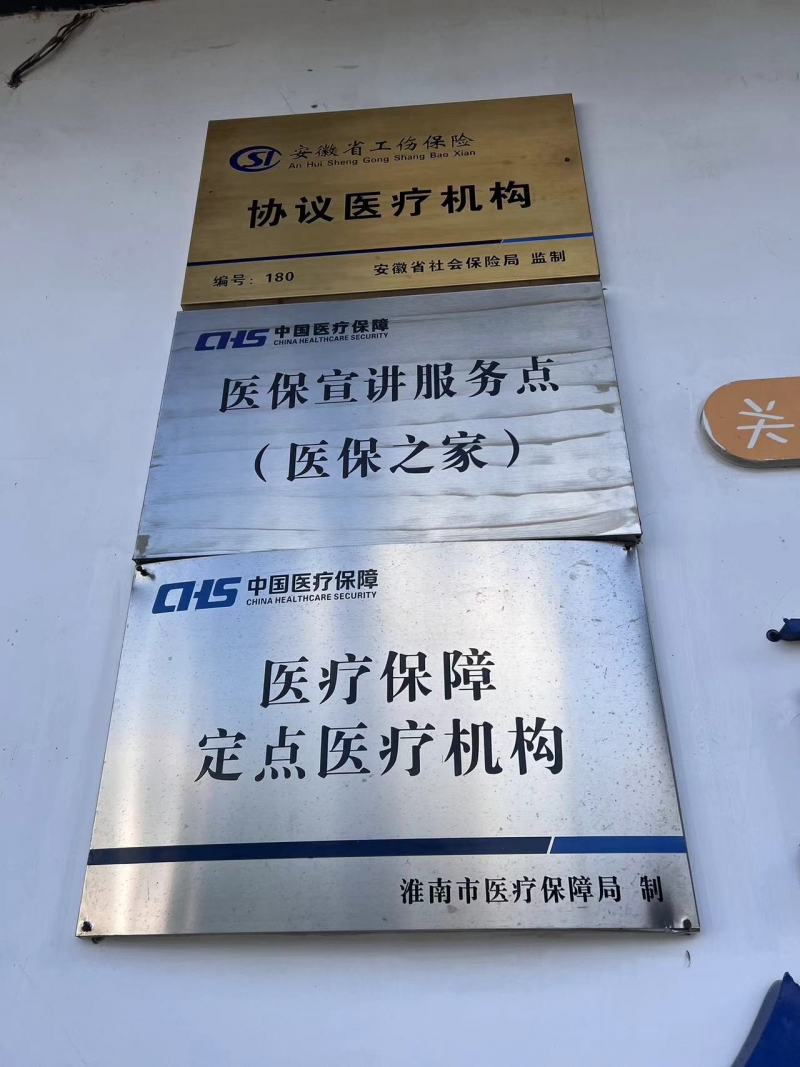 SI 安徽省工伤保险
An Hui Sheng Gong Shang Bao Xian
协议医疗机构
编号：180 安徽省社会保险局 监制
CHS 中国医疗保障
CHINA HEALTHCARE SECURITY
医保宣讲服务点
（医保之家）
CHS 中国医疗保障
CHINA HEALTHCARE SECURITY
医疗保障
定点医疗机构
淮南市医疗保障局 制
关